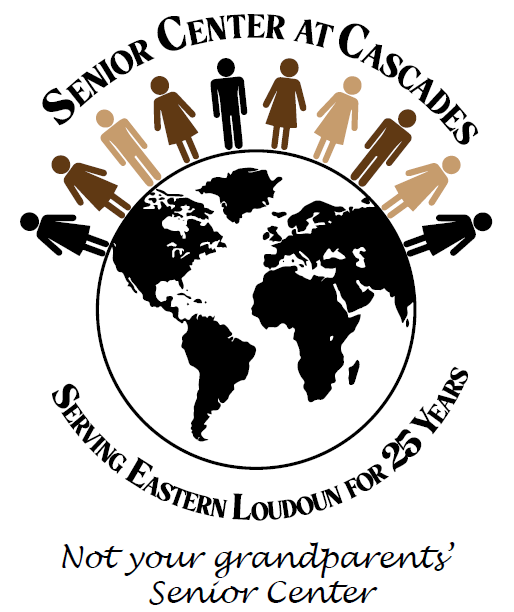 Senior Center at Cascades
Serving Eastern Loudoun for 25 Years
Not your grandparents'
Senior Center